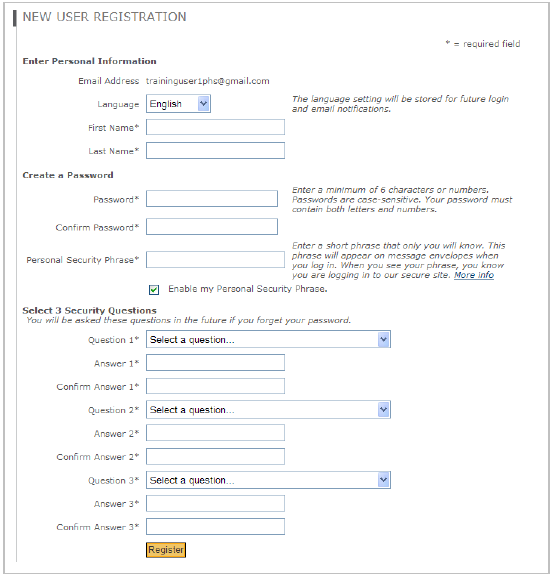 NEW USER REGISTRATION
* = required field
Enter Personal Information
Email Address traininguser1phs@gmail.com
Language English
The language setting will be stored for future login
and email notifications.
First Name*
Last Name*
Create a Password
Password*
Enter a minimum of 6 characters or numbers.
Passwords are case-sensitive. Your password must
contain both letters and numbers.
Confirm Password*
Personal Security Phrase*
Enter a short phrase that only you will know. This
phrase will appear on message envelopes when
you log in. When you see your phrase, you know
you are logging in to our secure site. More info
Enable my Personal Security Phrase.
Select 3 Security Questions
You will be asked these questions in the future if you forget your password.
Question 1* Select a question...
Answer 1*
Confirm Answer 1*
Question 2* Select a question...
Answer 2*
Confirm Answer 2*
Question 3* Select a question...
Answer 3*
Confirm Answer 3*
Register